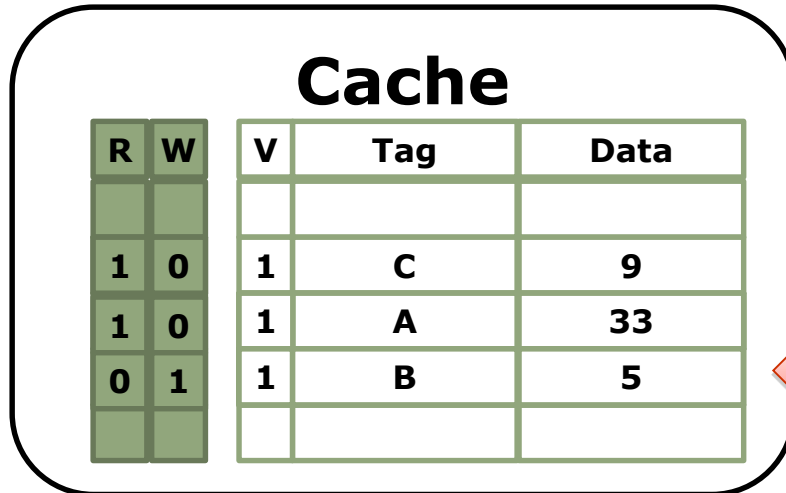 Cache
R W V Tag Data
1 0 1 C 9
1 0 1 A 33
0 1 1 B 5